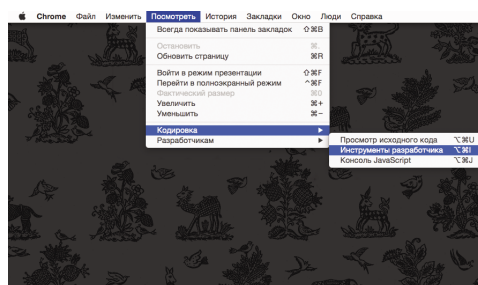 Chrome Файл Изменить Посмотреть История Закладки Окно Люди Справка
Всегда показывать панель закладок ⇧⌘B
Остановить ⌘.
Обновить страницу ⌘R
Войти в режим презентации ⇧⌘F
Перейти в полноэкранный режим ^⌘F
Фактический размер ⌘0
Увеличить ⌘+
Уменьшить ⌘−
Кодировка
Разработчикам
Просмотр исходного кода ⌥⌘U
Инструменты разработчика ⌥⌘I
Консоль JavaScript ⌥⌘J